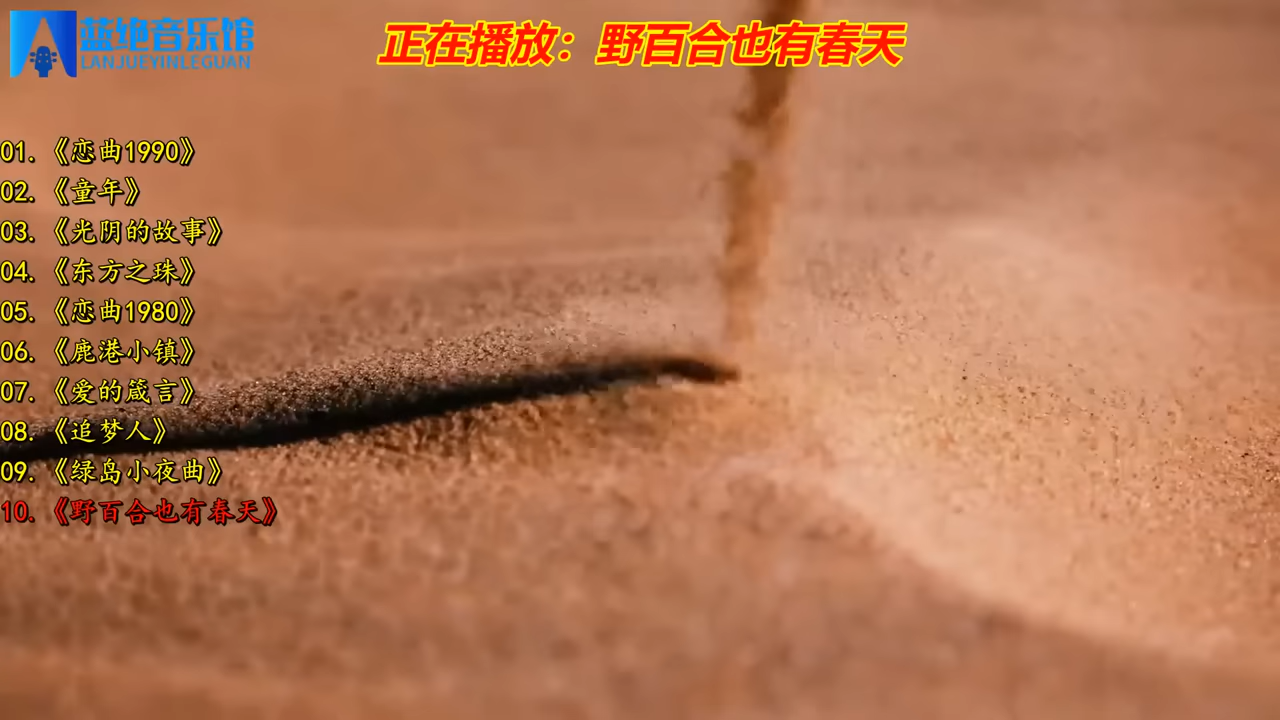 蓝绝音乐馆
LANJUEYINLEGUAN
正在播放：野百合也有春天
01.《恋曲1990》
02.《童年》
03.《光阴的故事》
04.《东方之珠》
05.《恋曲1980》
06.《鹿港小镇》
07.《爱的箴言》
08.《追梦人》
09.《绿岛小夜曲》
10.《野百合也有春天》